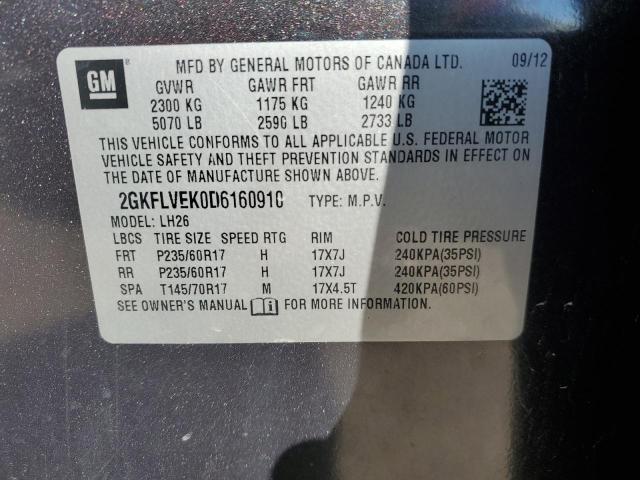 GM ® MFD BY GENERAL MOTORS OF CANADA LTD. 09/12
GVWR GAWR FRT GAWR RR
2300 KG 1175 KG 1240 KG
5070 LB 2590 LB 2733 LB
THIS VEHICLE CONFORMS TO ALL APPLICABLE U.S. FEDERAL MOTOR
VEHICLE SAFETY AND THEFT PREVENTION STANDARDS IN EFFECT ON
THE DATE OF MANUFACTURE SHOWN ABOVE.
2GKFLVEK0D6160910 TYPE: M.P.V.
MODEL: LH26
LBCS TIRE SIZE SPEED RTG RIM COLD TIRE PRESSURE
FRT P235/60R17 H 17X7J 240KPA(35PSI)
RR P235/60R17 H 17X7J 240KPA(35PSI)
SPA T145/70R17 M 17X4.5T 420KPA(60PSI)
SEE OWNER'S MANUAL FOR ADDITIONAL INFORMATION.